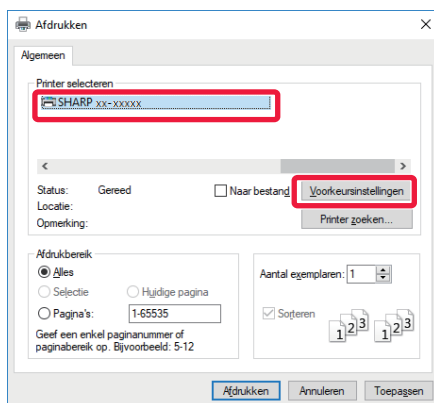 Afdrukken
Algemeen
Printer selecteren
SHARP xx-xxxxx
Status: Gereed
Naar bestand
Voorkeursinstellingen
Locatie:
Opmerking:
Printer zoeken...
Afdrukbereik
Alles
Selectie
Huidige pagina
Pagina's: 1-65535
Geef een enkel paginanummer of
paginabereik op. Bijvoorbeeld: 5-12
Aantal exemplaren: 1
Sorteren
1 2 3 1 2 3
Afdrukken Annuleren Toepassen